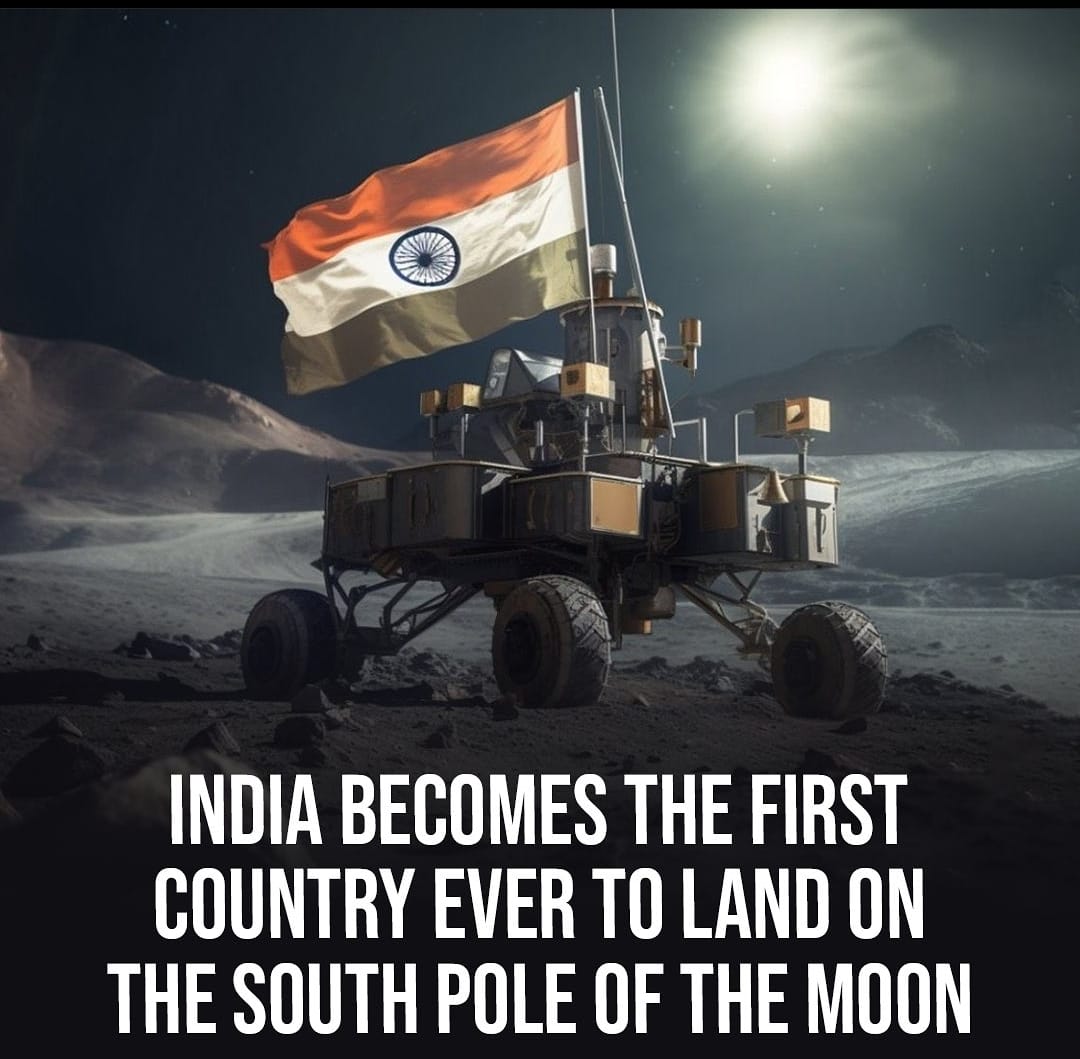 INDIA BECOMES THE FIRST
COUNTRY EVER TO LAND ON
THE SOUTH POLE OF THE MOON